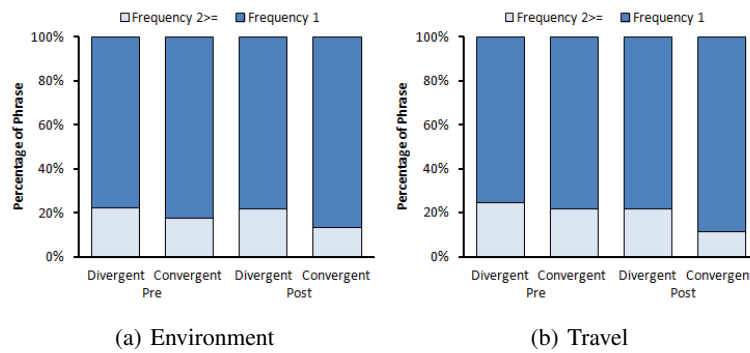 Frequency 2>= Frequency 1
Percentage of Phrase
100%
80%
60%
40%
20%
0%
Divergent Convergent Divergent Convergent
Pre Post
(a) Environment
Frequency 2>= Frequency 1
Percentage of Phrase
100%
80%
60%
40%
20%
0%
Divergent Convergent Divergent Convergent
Pre Post
(b) Travel